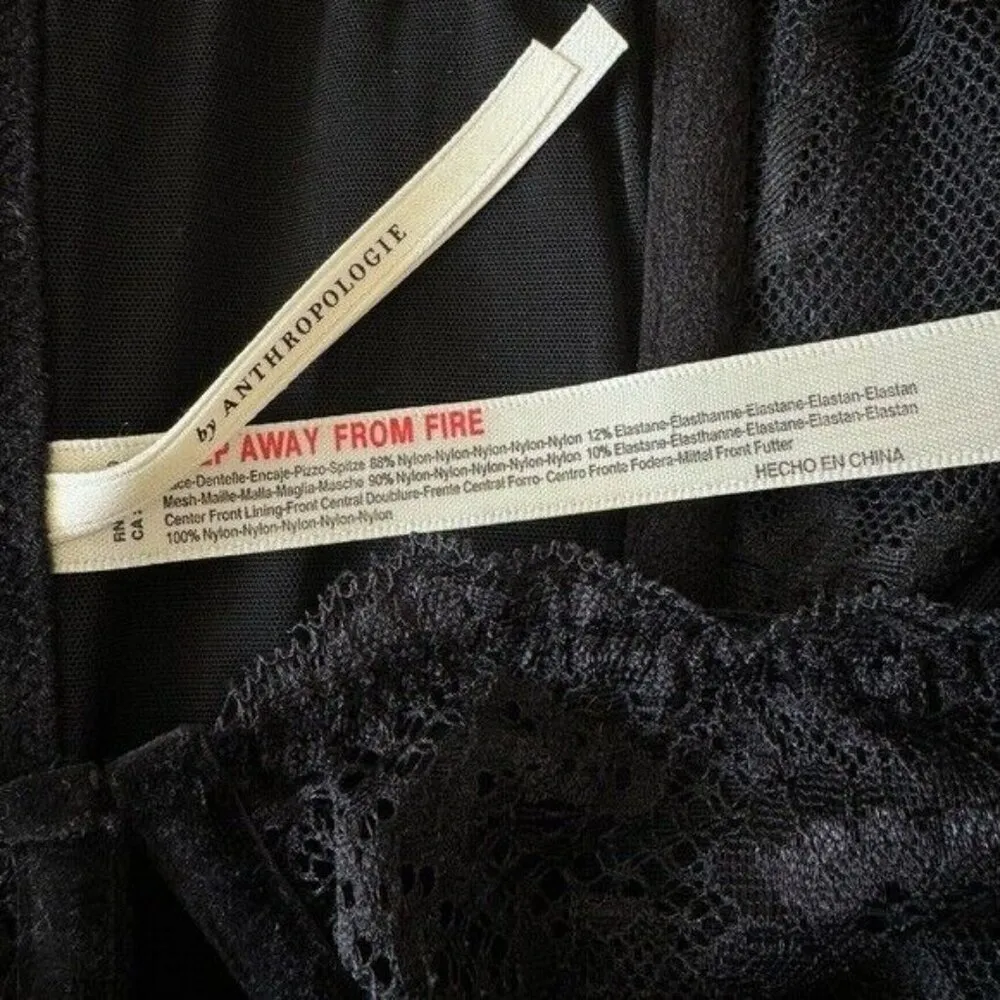 by ANTHROPOLOGIE
AWAY FROM FIRE
-Dentelle-Encaje-Pizzo-Spitze 88% Nylon-Nylon-Nylon-Nylon-Nylon 12% Elastane-Elasthanne-Elastane-Elastan-Elastan
Mesh-Maille-Malla-Maglia-Masche 90% Nylon-Nylon-Nylon-Nylon-Nylon 10% Elastane-Elasthanne-Elastane-Elastan-Elastan
Center Front Lining-Front Central Doublure-Frente Central Forro- Centro Fronte Fodera-Mittel Front Futter
100% Nylon-Nylon-Nylon-Nylon-Nylon
HECHO EN CHINA
RN
CA: